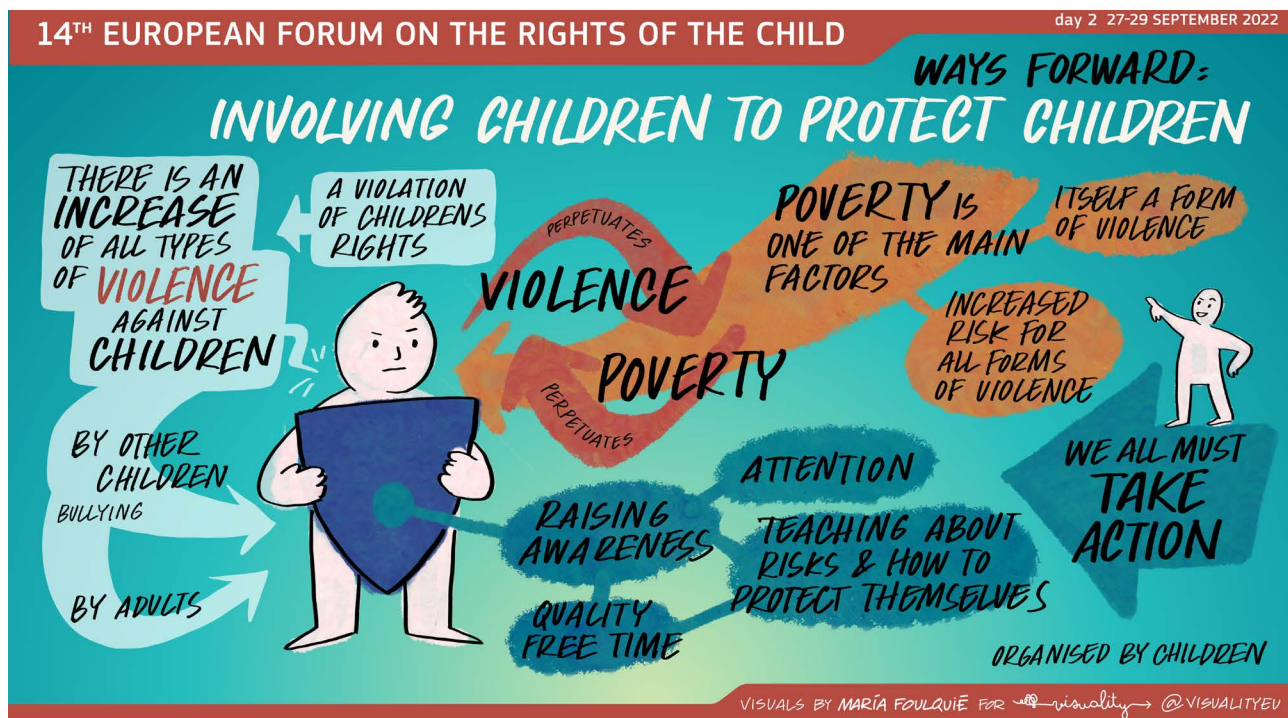 14TH EUROPEAN FORUM ON THE RIGHTS OF THE CHILD
day 2 27-29 SEPTEMBER 2022
WAYS FORWARD:
INVOLVING CHILDREN TO PROTECT CHILDREN
THERE IS AN
INCREASE
OF ALL TYPES
OF VIOLENCE
AGAINST
CHILDREN
A VIOLATION
OF CHILDRENS
RIGHTS
BY OTHER
CHILDREN
BULLYING
BY ADULTS
PERPETUATES
VIOLENCE
POVERTY
PERPETUATES
POVERTY IS
ONE OF THE MAIN
FACTORS
ITSELF A FORM
OF VIOLENCE
INCREASED
RISK FOR
ALL FORMS
OF VIOLENCE
RAISING
AWARENESS
ATTENTION
TEACHING ABOUT
RISKS & HOW TO
PROTECT THEMSELVES
QUALITY
FREE TIME
WE ALL MUST
TAKE
ACTION
ORGANISED BY CHILDREN
VISUALS BY MARÍA FOULQUIÉ FOR visuality @VISUALITYEU